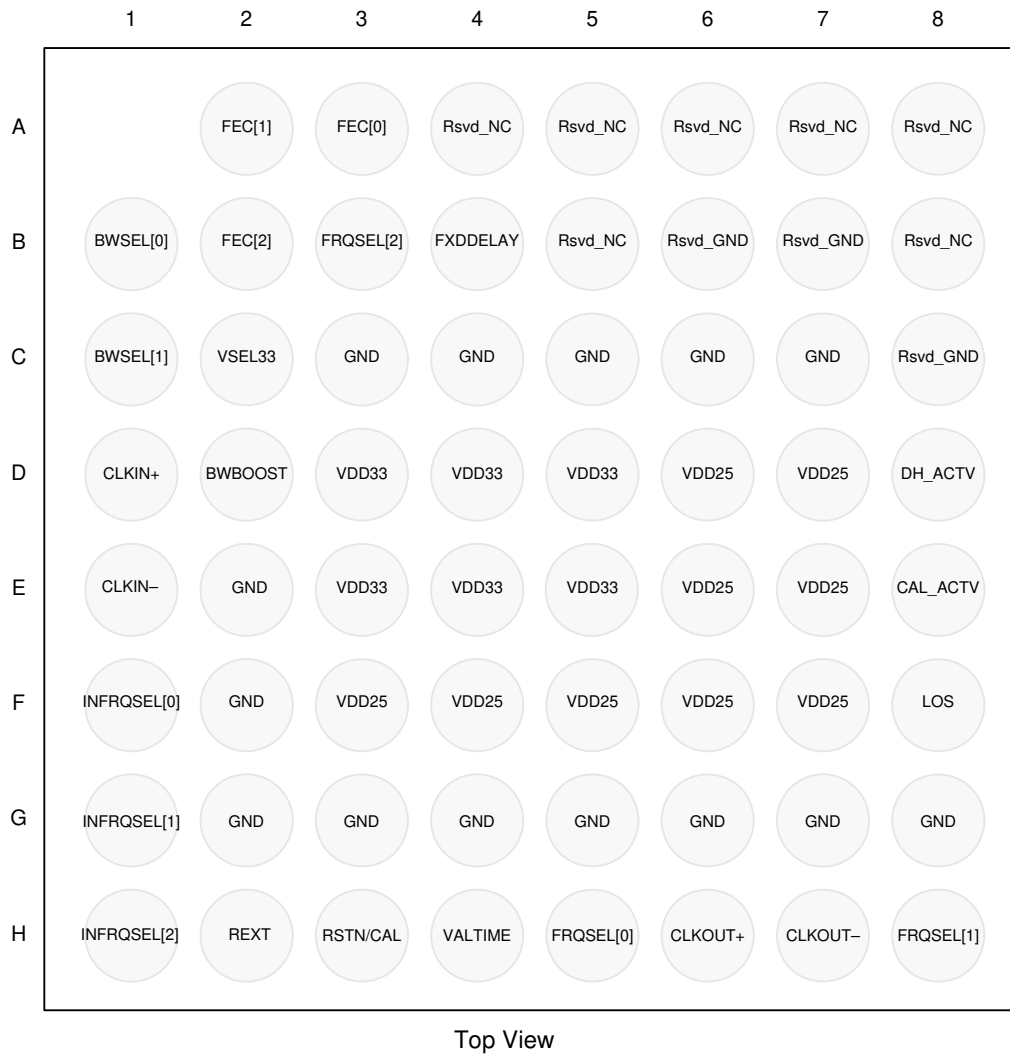 1 2 3 4 5 6 7 8
A FEC[1] FEC[0] Rsvd_NC Rsvd_NC Rsvd_NC Rsvd_NC Rsvd_NC
B BWSEL[0] FEC[2] FRQSEL[2] FXDDELAY Rsvd_NC Rsvd_GND Rsvd_GND Rsvd_NC
C BWSEL[1] VSEL33 GND GND GND GND GND Rsvd_GND
D CLKIN+ BWBOOST VDD33 VDD33 VDD33 VDD25 VDD25 DH_ACTV
E CLKIN– GND VDD33 VDD33 VDD33 VDD25 VDD25 CAL_ACTV
F INFRQSEL[0] GND VDD25 VDD25 VDD25 VDD25 VDD25 LOS
G INFRQSEL[1] GND GND GND GND GND GND GND
H INFRQSEL[2] REXT RSTN/CAL VALTIME FRQSEL[0] CLKOUT+ CLKOUT– FRQSEL[1]
Top View